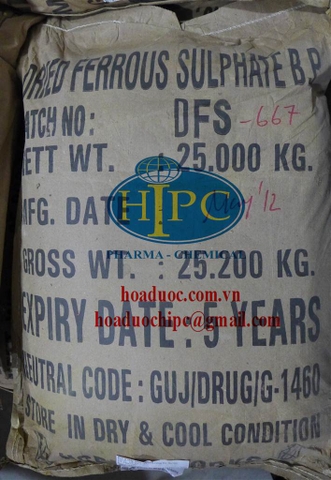 DRIED FERROUS SULPHATE B.P.
BATCH NO: DFS -667
NETT WT. : 25.000 KG.
HIPC
MFG. DATE : May '12
PHARMA - CHEMICAL
GROSS WT. : 25.200 KG.
hoaduoc.com.vn
hoaduochipc@gmail.com
EXPIRY DATE : 5 YEARS
NEUTRAL CODE : GUJ/DRUG/G-1460
STORE IN DRY & COOL CONDITION